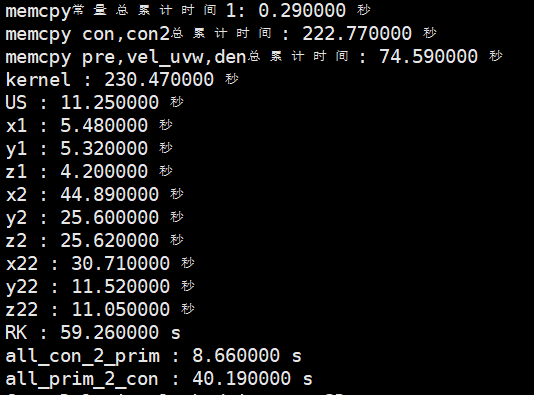 memcpy常量总累计时间1: 0.290000 秒
memcpy con,con2总累计时间: 222.770000 秒
memcpy pre,vel_uvw,den总累计时间: 74.590000 秒
kernel : 230.470000 秒
US : 11.250000 秒
x1 : 5.480000 秒
y1 : 5.320000 秒
z1 : 4.200000 秒
x2 : 44.890000 秒
y2 : 25.600000 秒
z2 : 25.620000 秒
x22 : 30.710000 秒
y22 : 11.520000 秒
z22 : 11.050000 秒
RK : 59.260000 s
all_con_2_prim : 8.660000 s
all_prim_2_con : 40.190000 s